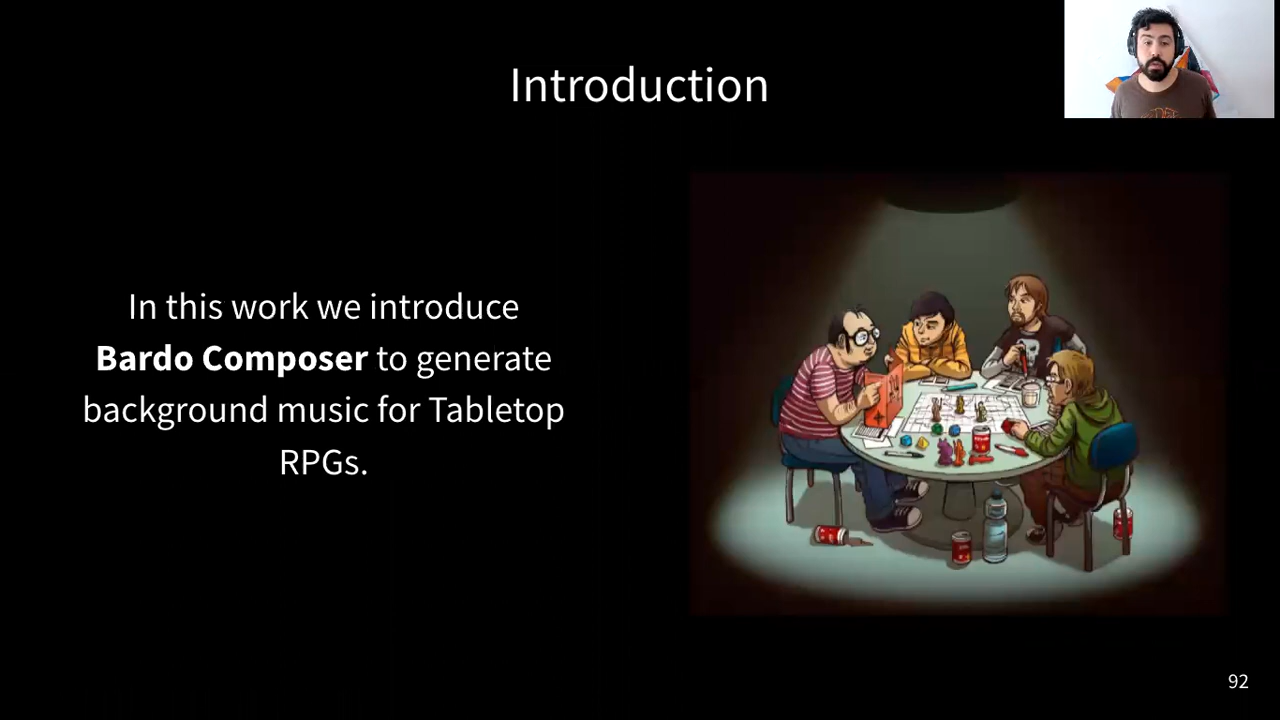 Introduction
In this work we introduce
Bardo Composer to generate
background music for Tabletop
RPGs.
92